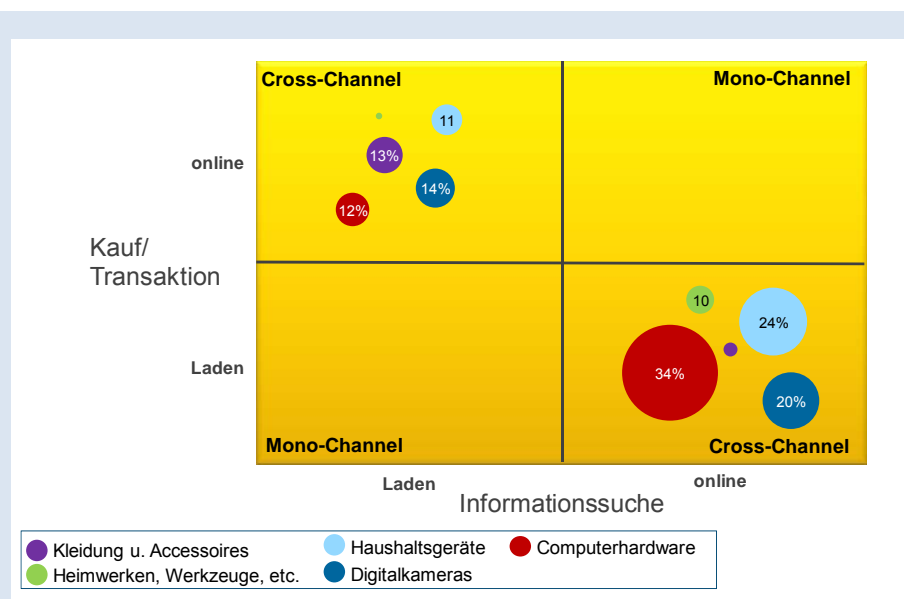 Cross-Channel
Mono-Channel
11
online
13%
14%
12%
Kauf/
Transaktion
10
24%
Laden
34%
20%
Mono-Channel
Cross-Channel
Laden
online
Informationssuche
Kleidung u. Accessoires
Haushaltsgeräte
Computerhardware
Heimwerken, Werkzeuge, etc.
Digitalkameras